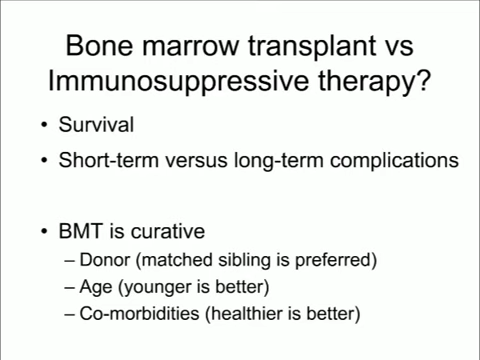 Bone marrow transplant vs
Immunosuppressive therapy?
• Survival
• Short-term versus long-term complications
• BMT is curative
– Donor (matched sibling is preferred)
– Age (younger is better)
– Co-morbidities (healthier is better)